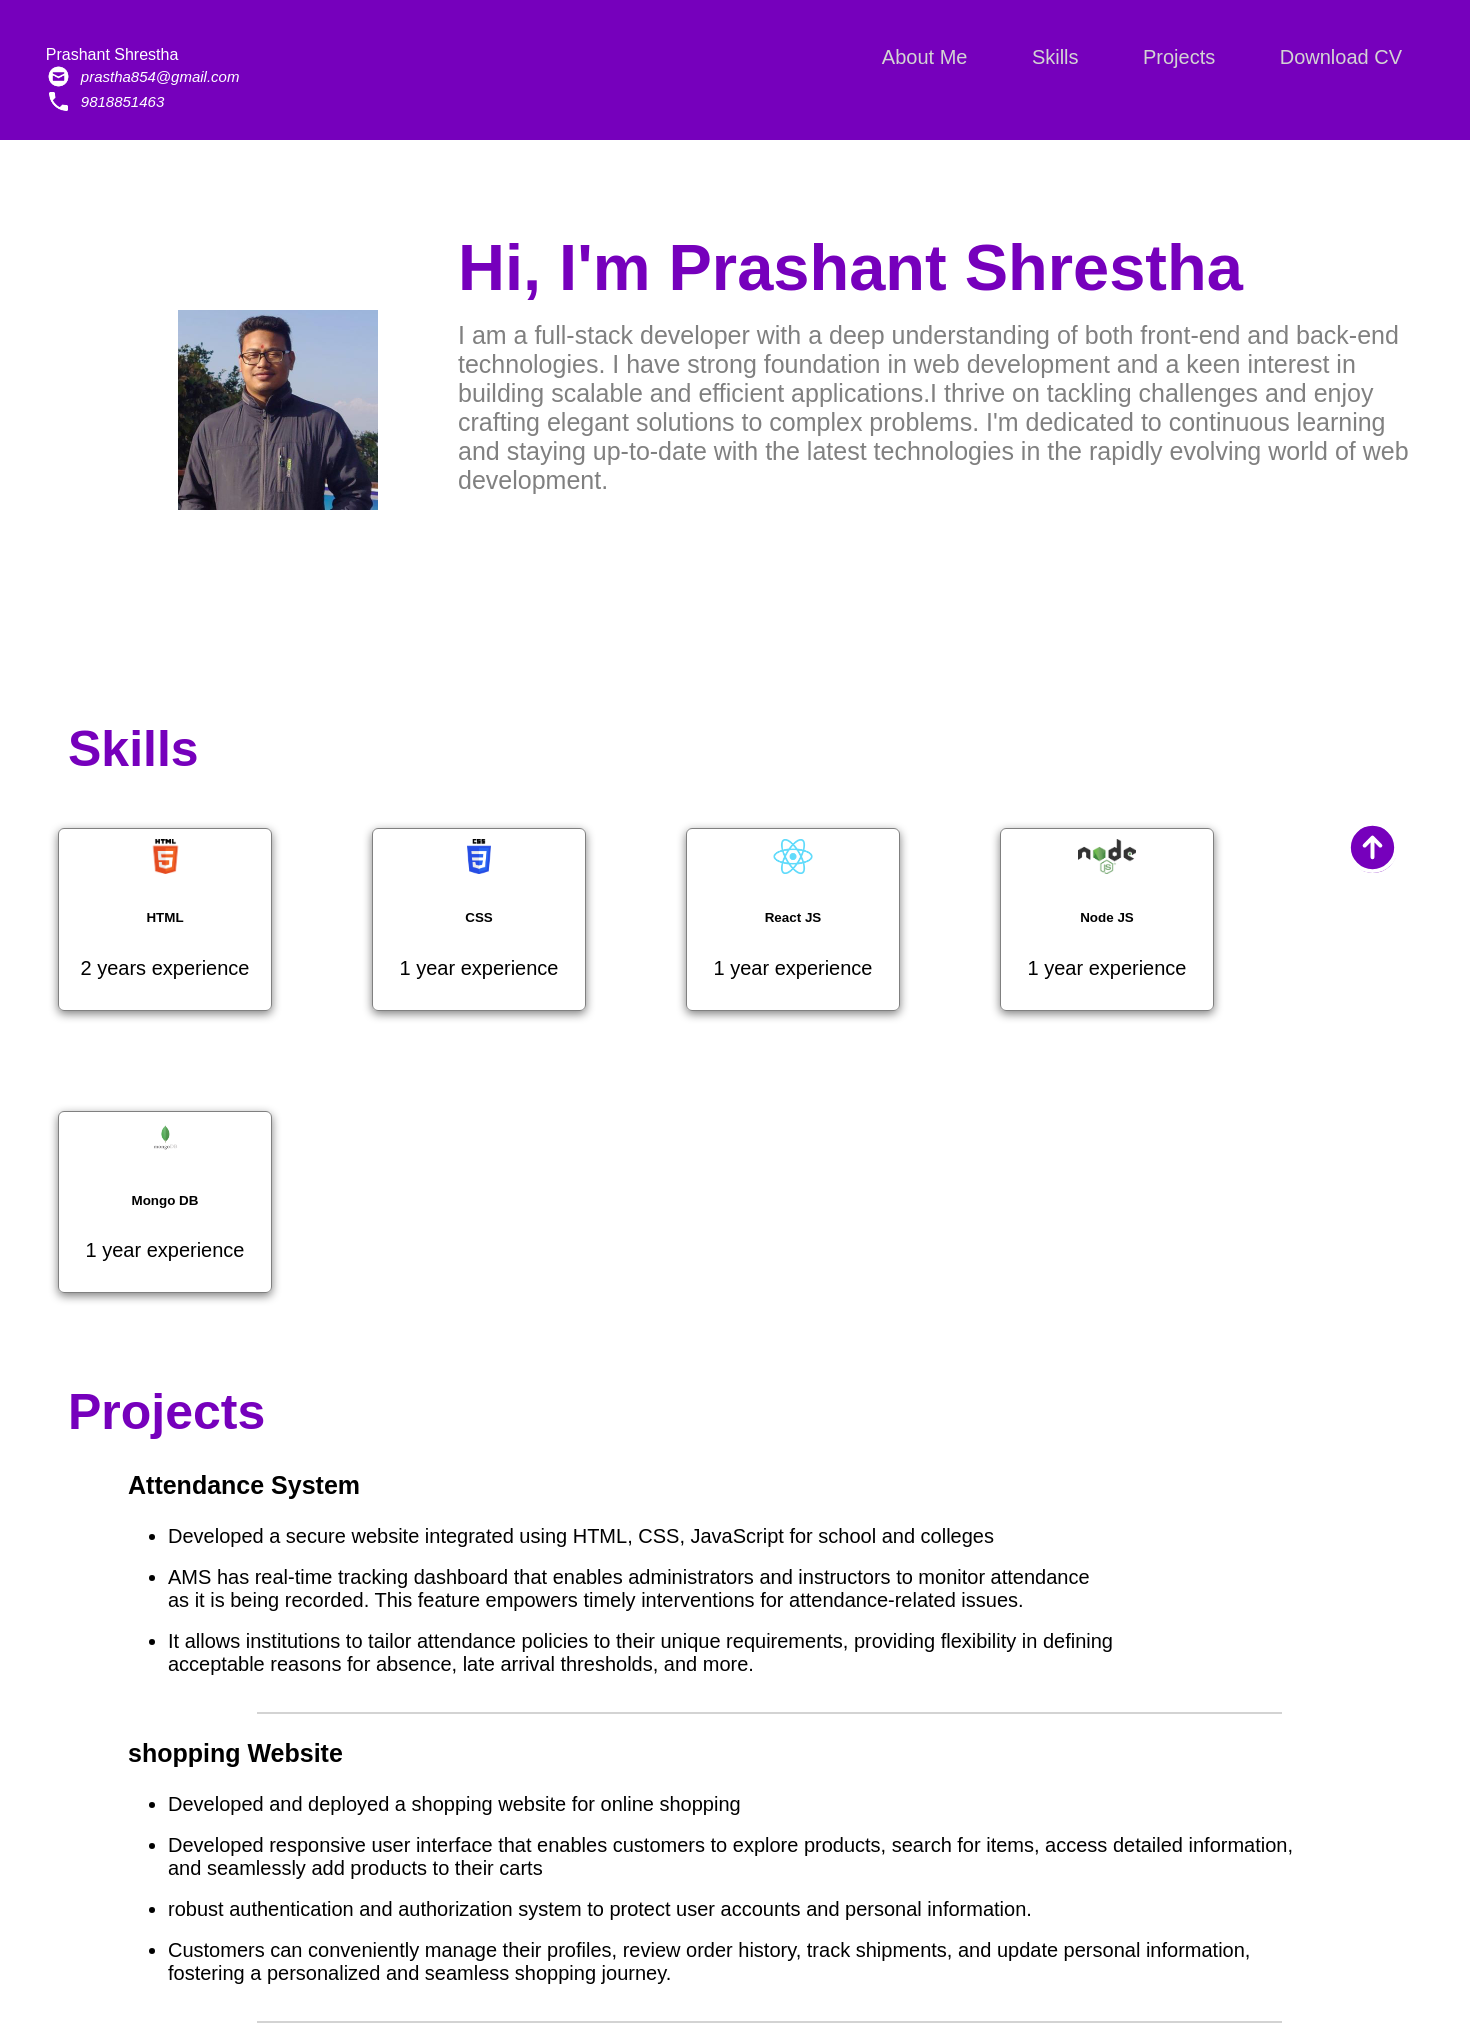 Prashant Shrestha
prastha854@gmail.com
9818851463
About Me Skills Projects Download CV
Hi, I'm Prashant Shrestha
I am a full-stack developer with a deep understanding of both front-end and back-end
technologies. I have strong foundation in web development and a keen interest in
building scalable and efficient applications.I thrive on tackling challenges and enjoy
crafting elegant solutions to complex problems. I'm dedicated to continuous learning
and staying up-to-date with the latest technologies in the rapidly evolving world of web
development.
Skills
HTML
HTML
2 years experience
CSS
CSS
1 year experience
React JS
1 year experience
node
JS
Node JS
1 year experience
mongoDB
Mongo DB
1 year experience
Projects
Attendance System
• Developed a secure website integrated using HTML, CSS, JavaScript for school and colleges
• AMS has real-time tracking dashboard that enables administrators and instructors to monitor attendance
as it is being recorded. This feature empowers timely interventions for attendance-related issues.
• It allows institutions to tailor attendance policies to their unique requirements, providing flexibility in defining
acceptable reasons for absence, late arrival thresholds, and more.
shopping Website
• Developed and deployed a shopping website for online shopping
• Developed responsive user interface that enables customers to explore products, search for items, access detailed information,
and seamlessly add products to their carts
• robust authentication and authorization system to protect user accounts and personal information.
• Customers can conveniently manage their profiles, review order history, track shipments, and update personal information,
fostering a personalized and seamless shopping journey.